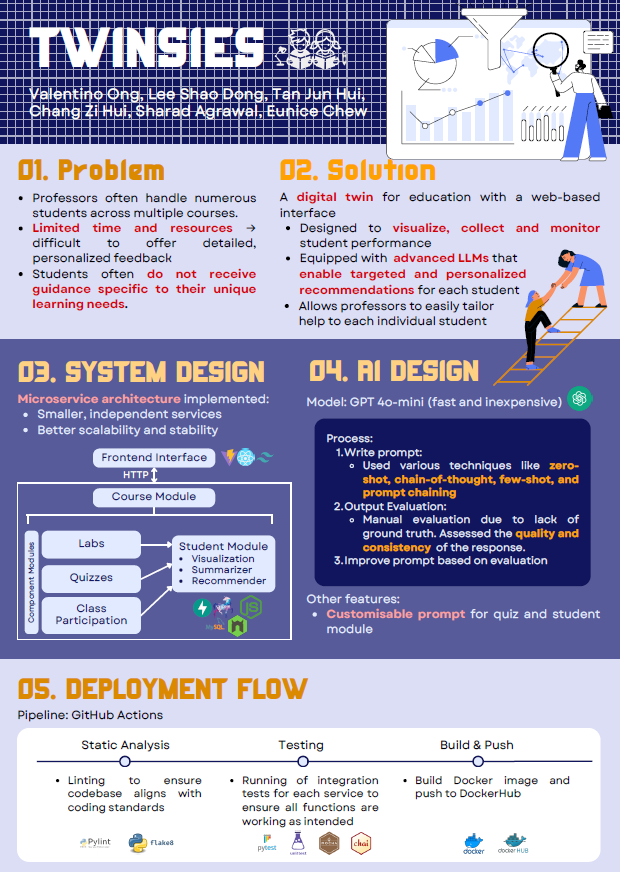 TWINSIES
Valentino Ong, Lee Shao Dong, Tan Jun Hui,
Chang Zi Hui, Sharad Agrawal, Eunice Chew
01. Problem
• Professors often handle numerous
students across multiple courses.
• Limited time and resources →
difficult to offer detailed,
personalized feedback
• Students often do not receive
guidance specific to their unique
learning needs.
02. Solution
A digital twin for education with a web-based
interface
• Designed to visualize, collect and monitor
student performance
• Equipped with advanced LLMs that
enable targeted and personalized
recommendations for each student
• Allows professors to easily tailor
help to each individual student
03. SYSTEM DESIGN
Microservice architecture implemented:
• Smaller, independent services
• Better scalability and stability
Frontend Interface
HTTP
Course Module
Component Modules
Labs
Quizzes
Class
Participation
Student Module
• Visualization
• Summarizer
• Recommender
JS
MySQL
04. AI DESIGN
Model: GPT 4o-mini (fast and inexpensive)
Process:
1.Write prompt:
Used various techniques like zero-
shot, chain-of-thought, few-shot, and
prompt chaining
2.Output Evaluation:
Manual evaluation due to lack of
ground truth. Assessed the quality and
consistency of the response.
3.Improve prompt based on evaluation
Other features:
• Customisable prompt for quiz and student
module
05. DEPLOYMENT FLOW
Pipeline: GitHub Actions
Static Analysis
• Linting to ensure
codebase aligns with
coding standards
Pylint
flake8
Testing
• Running of integration
tests for each service to
ensure all functions are
working as intended
pytest
unittest
chai
Build & Push
• Build Docker image and
push to DockerHub
docker
docker HUB